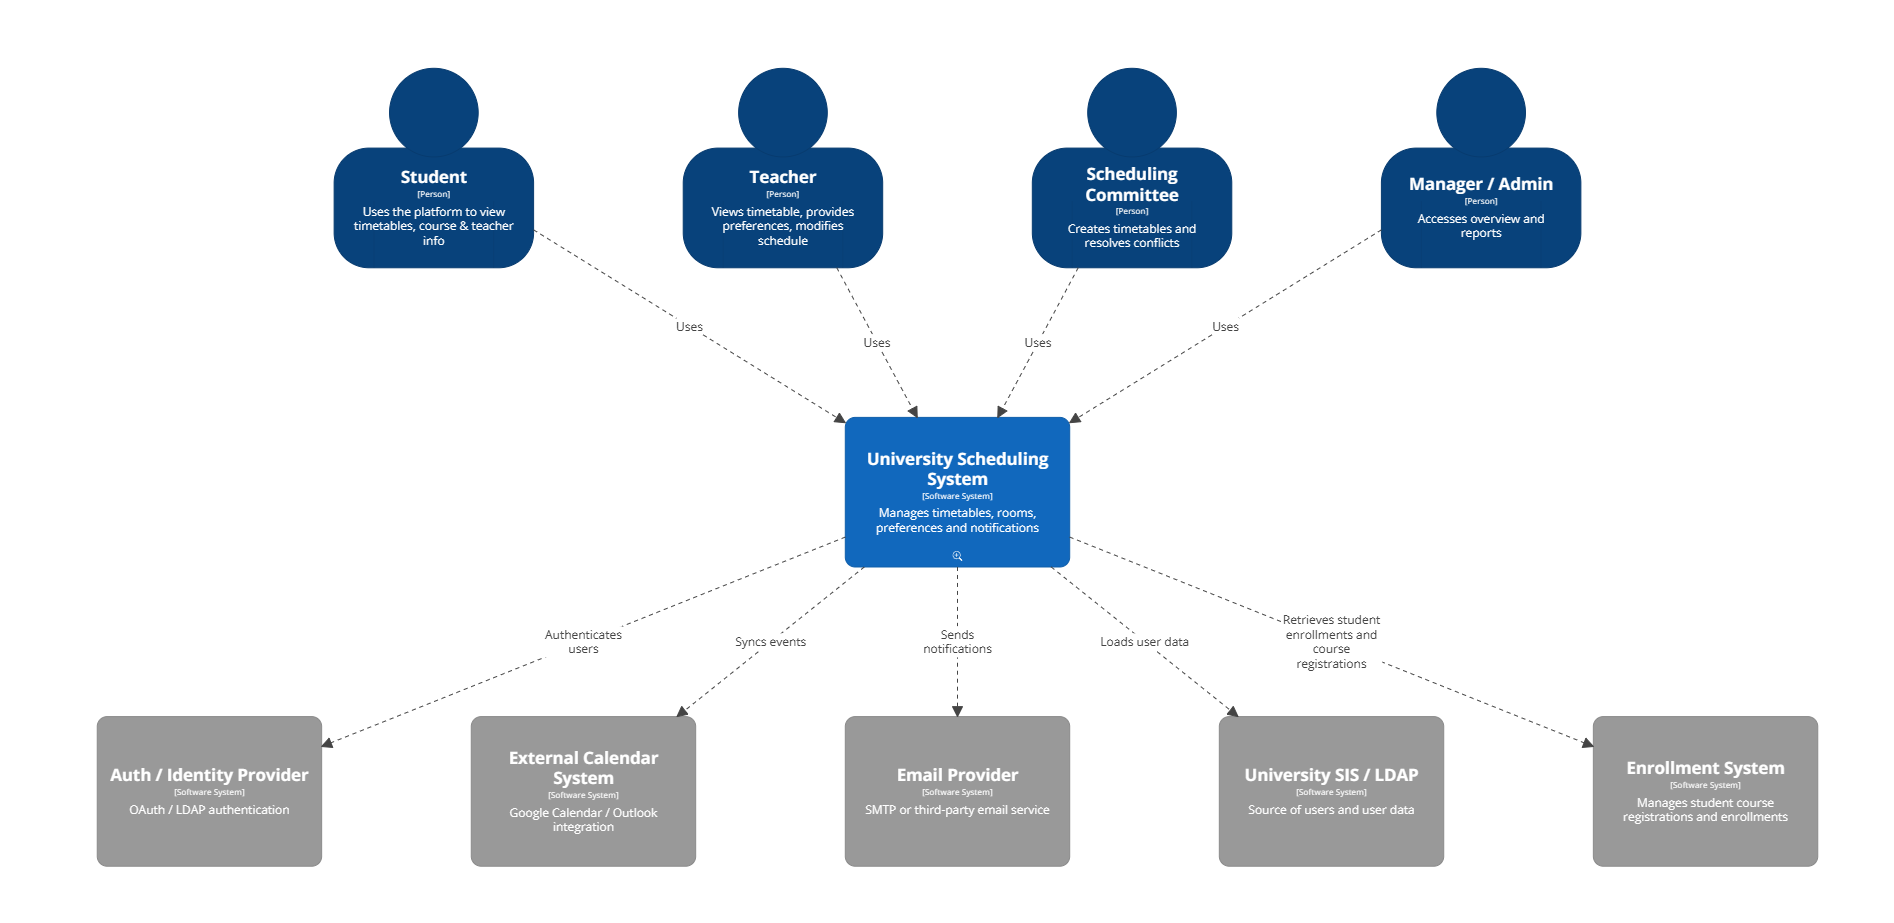 Student
[Person]
Uses the platform to view
timetables, course & teacher
info
Teacher
[Person]
Views timetable, provides
preferences, modifies
schedule
Scheduling
Committee
[Person]
Creates timetables and
resolves conflicts
Manager / Admin
[Person]
Accesses overview and
reports
Uses
Uses
Uses
Uses
University Scheduling
System
[Software System]
Manages timetables, rooms,
preferences and notifications
Authenticates
users
Syncs events
Sends
notifications
Loads user data
Retrieves student
enrollments and
course
registrations
Auth / Identity Provider
[Software System]
OAuth / LDAP authentication
External Calendar
System
[Software System]
Google Calendar / Outlook
integration
Email Provider
[Software System]
SMTP or third-party email service
University SIS / LDAP
[Software System]
Source of users and user data
Enrollment System
[Software System]
Manages student course
registrations and enrollments